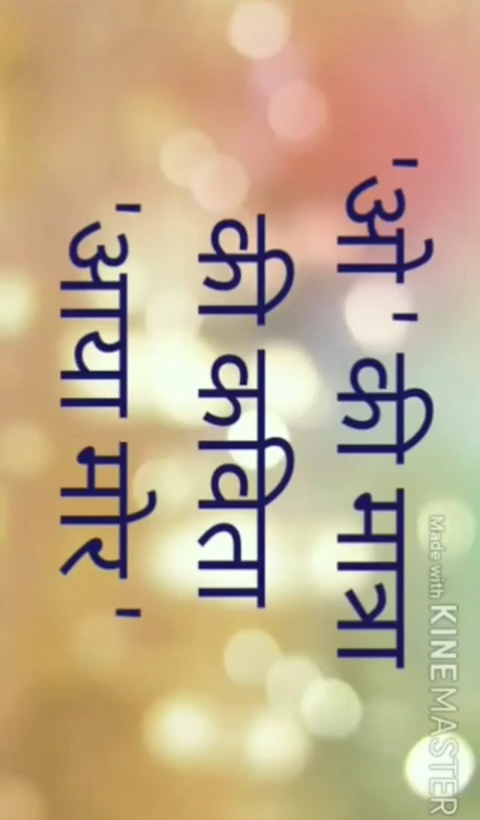 'ओ ' की मात्रा
की कविता
'आया मोर '
Made with KINEMASTER